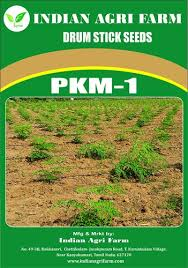 INDIAN AGRI FARM
DRUM STICK SEEDS
PKM-1
Mfg & Mrkt by:
Indian Agri Farm
Near Kanyakumari, Tamil Nadu. 627120
www.indianagrifarm.com